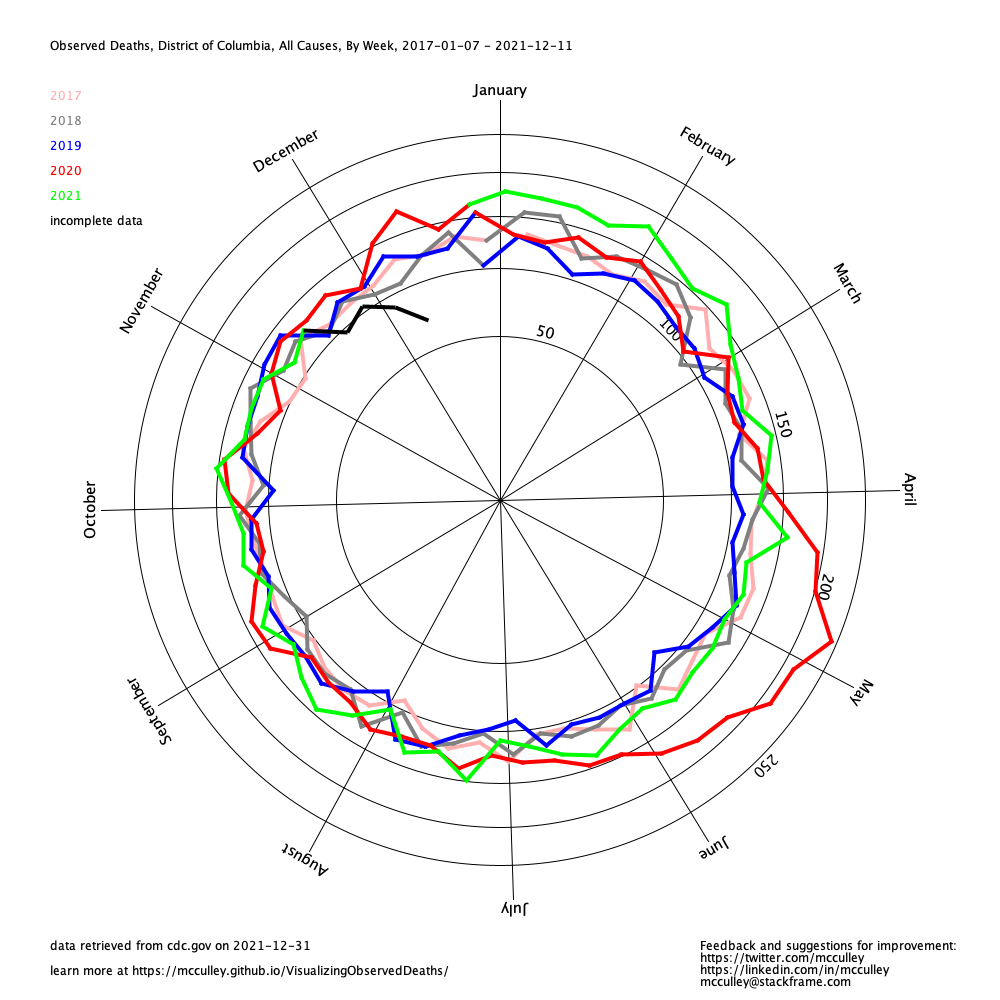 Observed Deaths, District of Columbia, All Causes, By Week, 2017-01-07 - 2021-12-11
2017
2018
2019
2020
2021
incomplete data
January
February
March
April
May
June
July
August
September
October
November
December
50
100
150
200
250
data retrieved from cdc.gov on 2021-12-31
learn more at https://mcculley.github.io/VisualizingObservedDeaths/
Feedback and suggestions for improvement:
https://twitter.com/mcculley
https://linkedin.com/in/mcculley
mcculley@stackframe.com